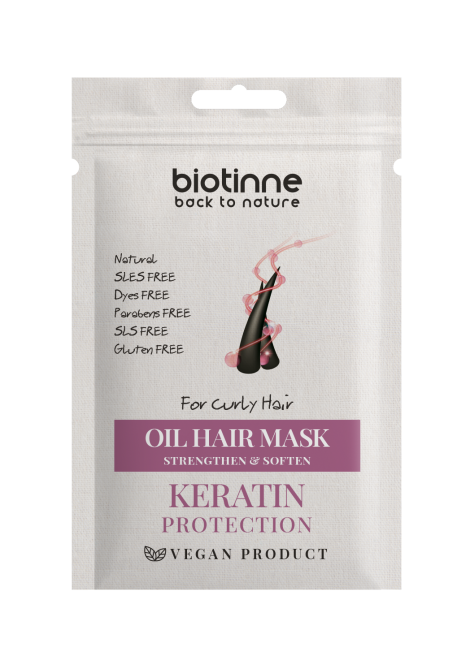 biotinne
back to nature
Natural
SLES FREE
Dyes FREE
Parabens FREE
SLS FREE
Gluten FREE
For Curly Hair
OIL HAIR MASK
STRENGTHEN & SOFTEN
KERATIN
PROTECTION
VEGAN PRODUCT